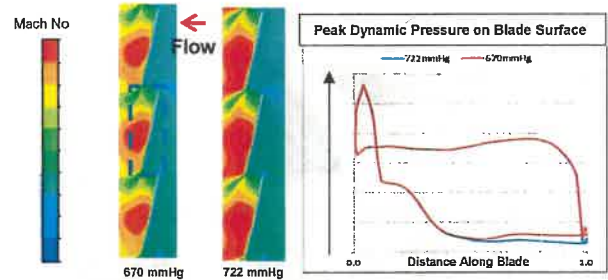 Mach No
Flow
670 mmHg
722 mmHg
Peak Dynamic Pressure on Blade Surface
722mmHg
670mmHg
0.0
Distance Along Blade
1.0